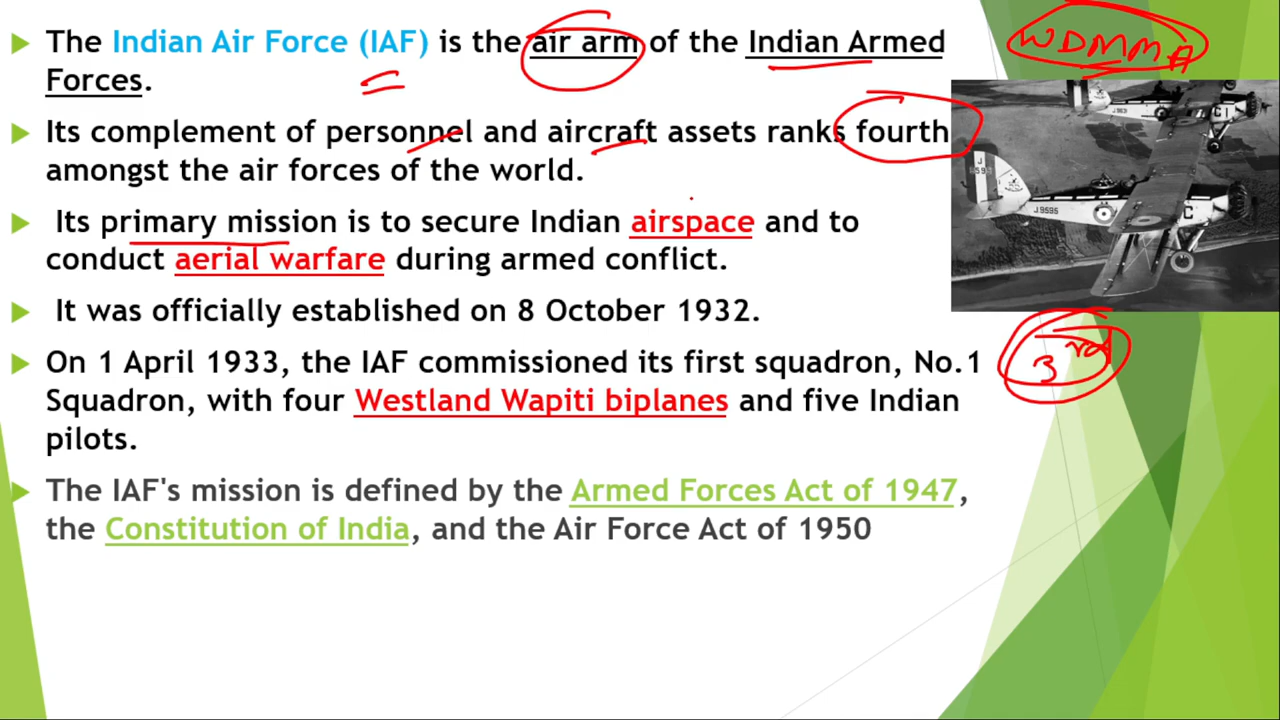 The Indian Air Force (IAF) is the air arm of the Indian Armed
Forces.
WDMMA
Its complement of personnel and aircraft assets ranks fourth
amongst the air forces of the world.
Its primary mission is to secure Indian airspace and to
conduct aerial warfare during armed conflict.
It was officially established on 8 October 1932.
On 1 April 1933, the IAF commissioned its first squadron, No.1
Squadron, with four Westland Wapiti biplanes and five Indian
pilots.
3rd
The IAF's mission is defined by the Armed Forces Act of 1947,
the Constitution of India, and the Air Force Act of 1950
J 9595
C